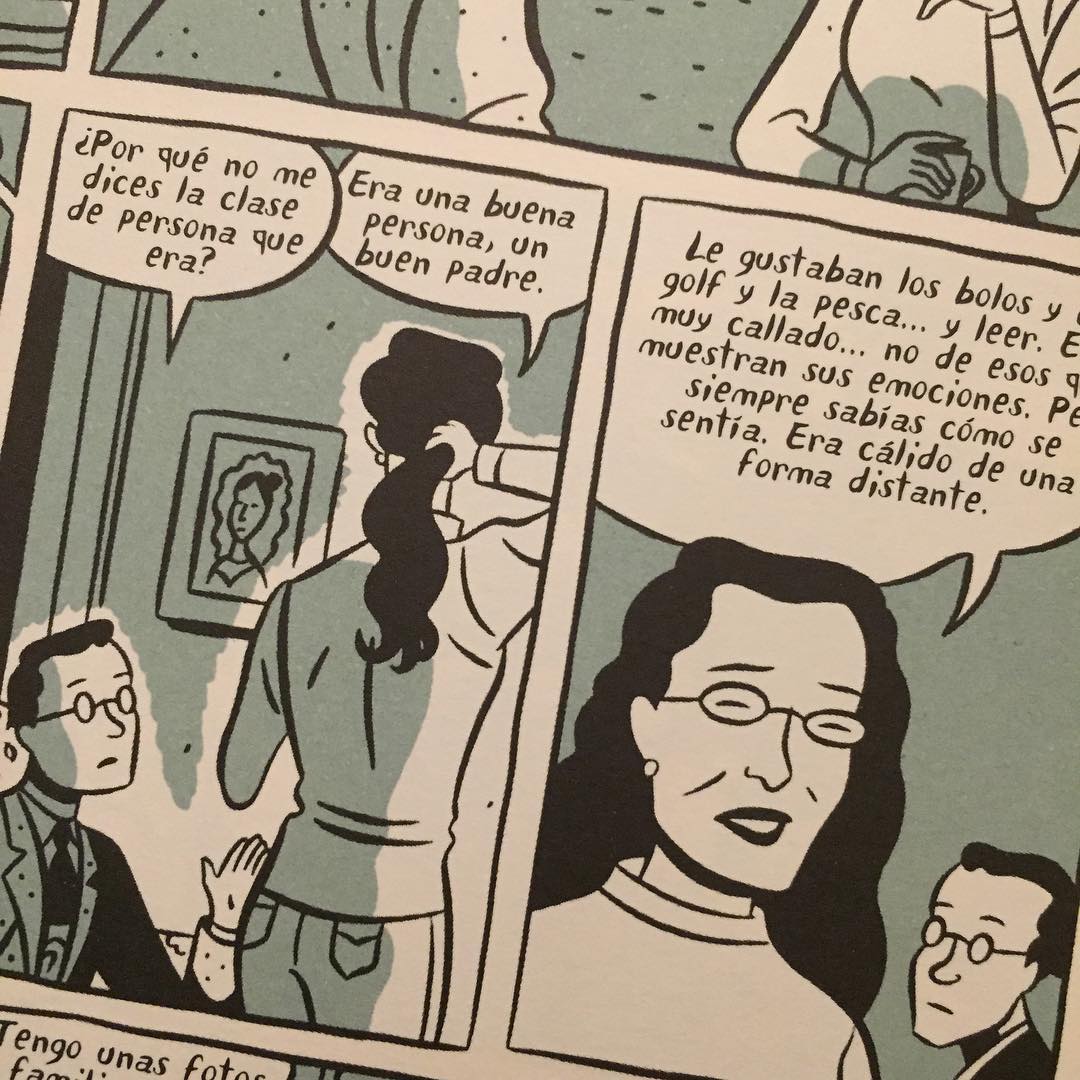 ¿Por qué no me
dices la clase
de persona que
era?
Era una buena
persona, un
buen padre.
Le gustaban los bolos y
golf y la pesca... y leer.
muy callado... no de esos
muestran sus emociones.
siempre sabías cómo se
sentía. Era cálido de una
forma distante.
Tengo unas fotos